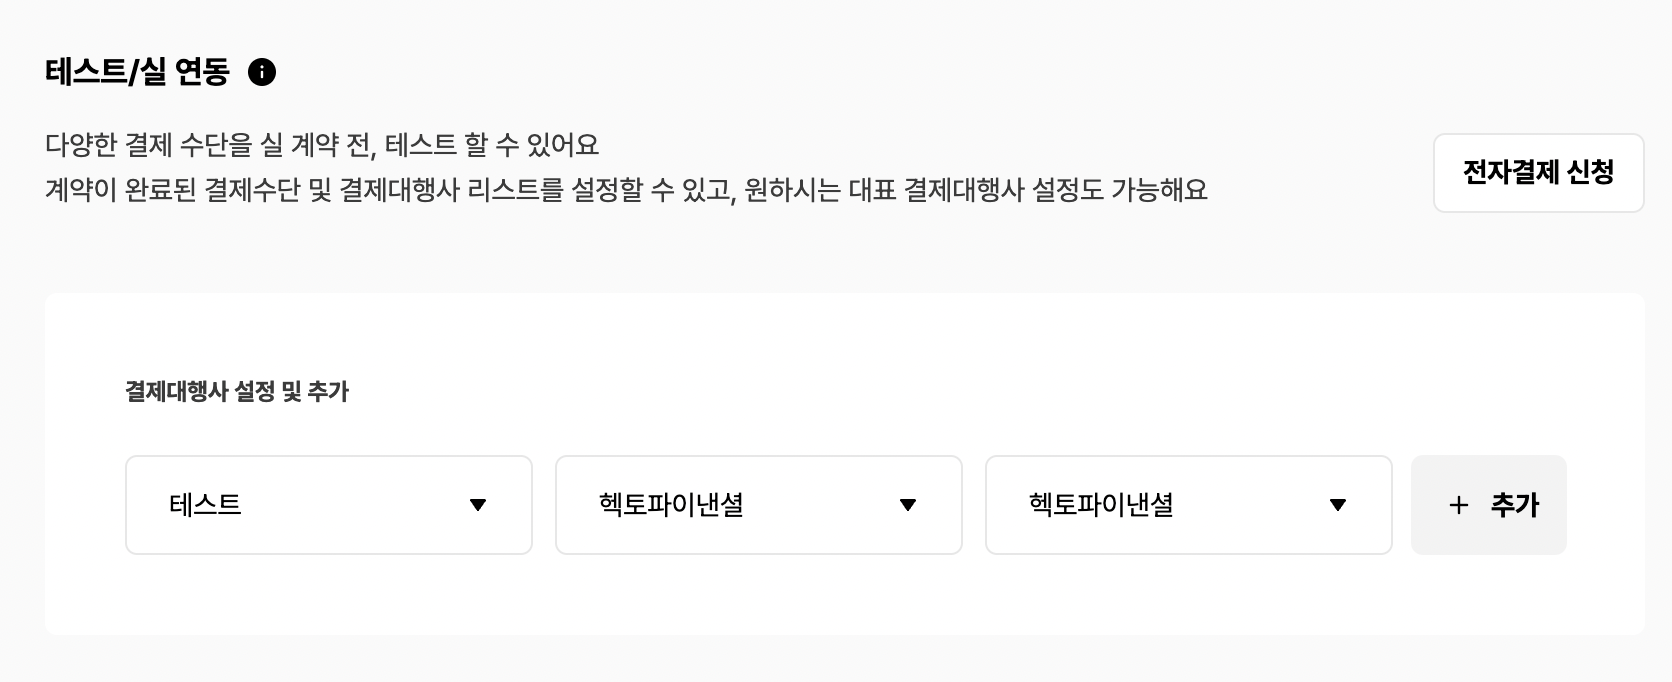 테스트/실 연동
다양한 결제 수단을 실 계약 전, 테스트 할 수 있어요
계약이 완료된 결제수단 및 결제대행사 리스트를 설정할 수 있고, 원하시는 대표 결제대행사 설정도 가능해요
전자결제 신청
결제대행사 설정 및 추가
테스트
헥토파이낸셜
헥토파이낸셜
+ 추가